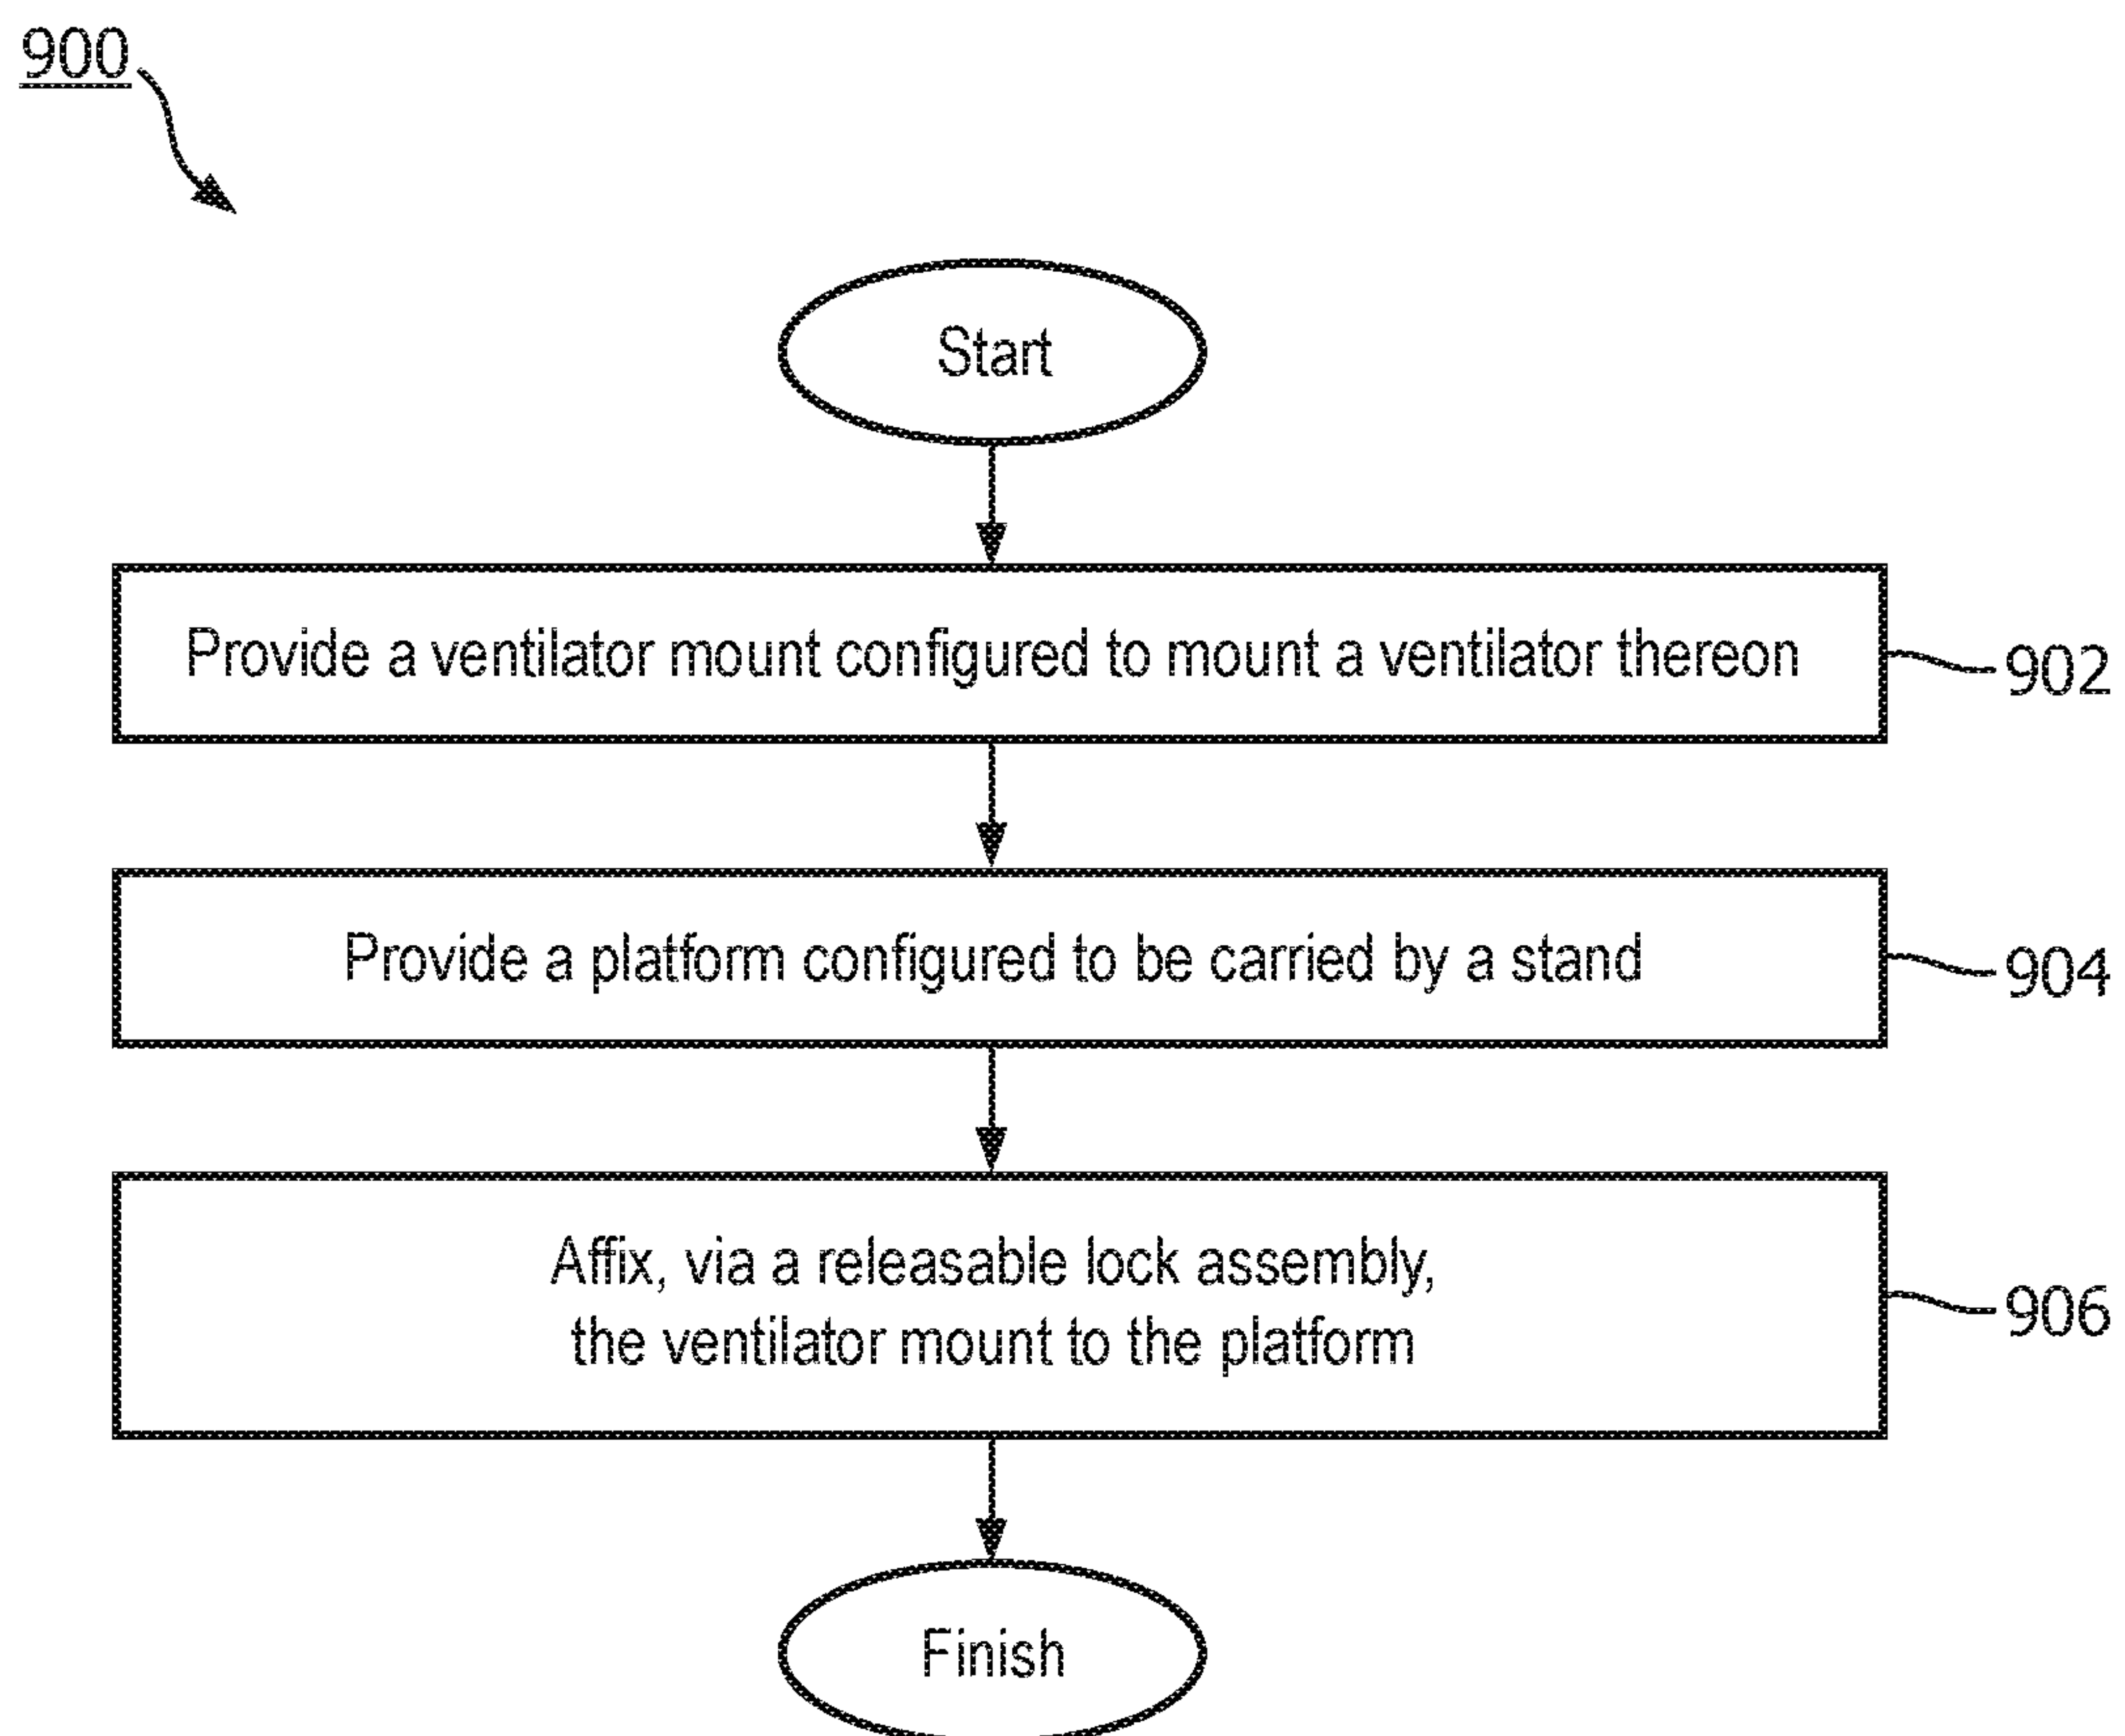 900
Start
Provide a ventilator mount configured to mount a ventilator thereon
902
Provide a platform configured to be carried by a stand
904
Affix, via a releasable lock assembly,
the ventilator mount to the platform
906
Finish